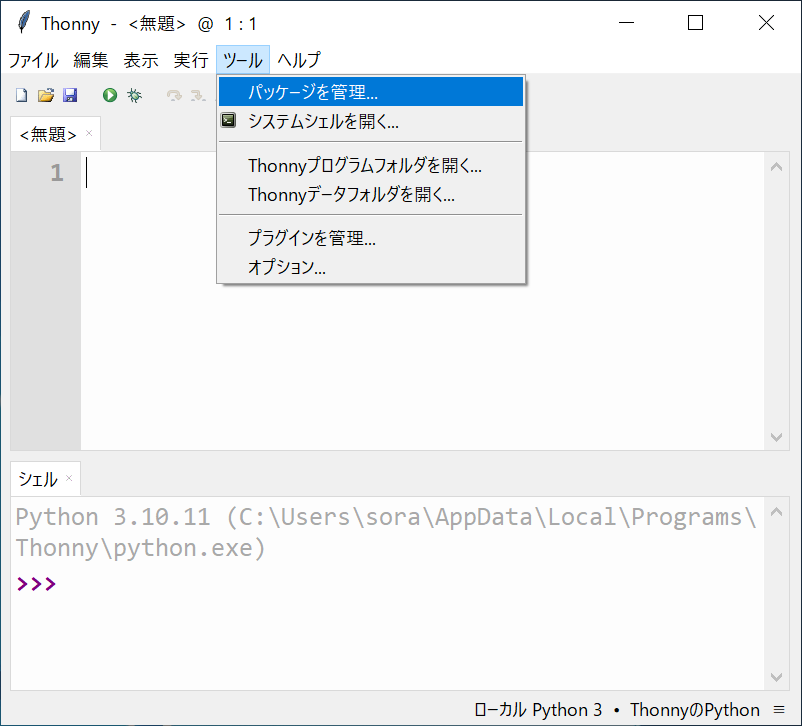 Thonny - <無題> @ 1 : 1
ファイル 編集 表示 実行 ツール ヘルプ
パッケージを管理...
システムシェルを開く...
<無題> ×
Thonnyプログラムフォルダを開く...
1
Thonnyデータフォルダを開く...
プラグインを管理...
オプション...
シェル ×
Python 3.10.11 (C:\Users\sora\AppData\Local\Programs\
Thonny\python.exe)
>>>
ローカル Python 3 • ThonnyのPython ≡